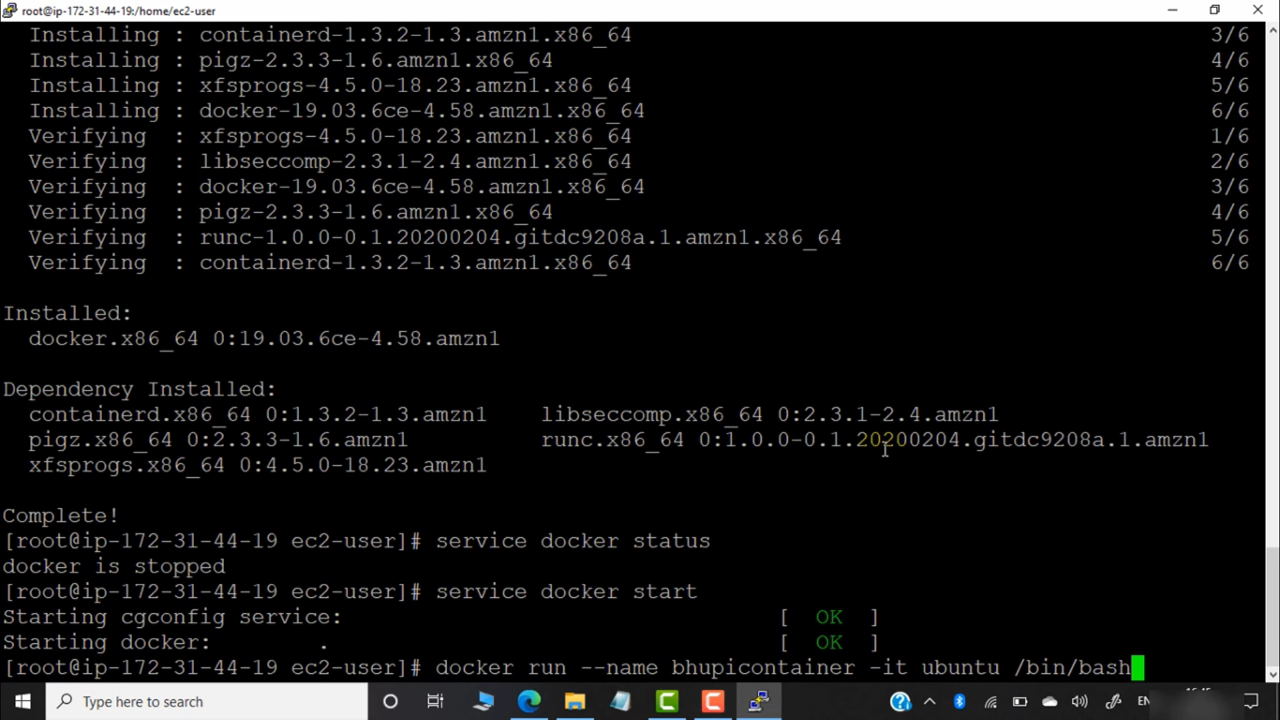 root@ip-172-31-44-19:/home/ec2-user
Installing : containerd-1.3.2-1.3.amzn1.x86_64 3/6
Installing : pigz-2.3.3-1.6.amzn1.x86_64 4/6
Installing : xfsprogs-4.5.0-18.23.amzn1.x86_64 5/6
Installing : docker-19.03.6ce-4.58.amzn1.x86_64 6/6
Verifying : xfsprogs-4.5.0-18.23.amzn1.x86_64 1/6
Verifying : libseccomp-2.3.1-2.4.amzn1.x86_64 2/6
Verifying : docker-19.03.6ce-4.58.amzn1.x86_64 3/6
Verifying : pigz-2.3.3-1.6.amzn1.x86_64 4/6
Verifying : runc-1.0.0-0.1.20200204.gitdc9208a.1.amzn1.x86_64 5/6
Verifying : containerd-1.3.2-1.3.amzn1.x86_64 6/6
Installed:
docker.x86_64 0:19.03.6ce-4.58.amzn1
Dependency Installed:
containerd.x86_64 0:1.3.2-1.3.amzn1 libseccomp.x86_64 0:2.3.1-2.4.amzn1
pigz.x86_64 0:2.3.3-1.6.amzn1 runc.x86_64 0:1.0.0-0.1.20200204.gitdc9208a.1.amzn1
xfsprogs.x86_64 0:4.5.0-18.23.amzn1
Complete!
[root@ip-172-31-44-19 ec2-user]# service docker status
docker is stopped
[root@ip-172-31-44-19 ec2-user]# service docker start
Starting cgconfig service: [ OK ]
Starting docker: . [ OK ]
[root@ip-172-31-44-19 ec2-user]# docker run --name bhupicontainer -it ubuntu /bin/bash
Type here to search